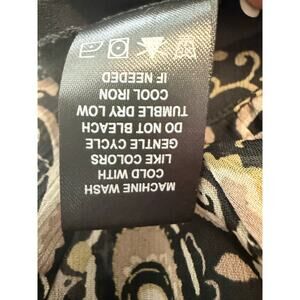 MACHINE WASH
COLD WITH
LIKE COLORS
GENTLE CYCLE
DO NOT BLEACH
TUMBLE DRY LOW
COOL IRON
IF NEEDED